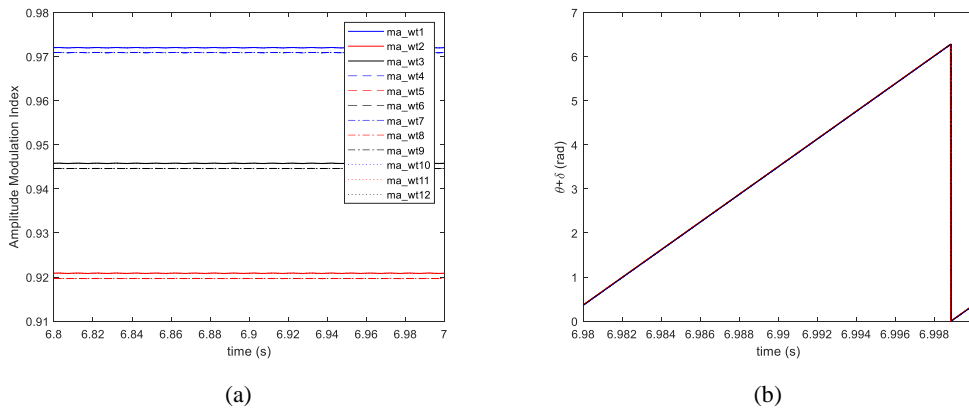 0.98
0.97
0.96
0.95
0.94
0.93
0.92
0.91
Amplitude Modulation Index
6.8 6.82 6.84 6.86 6.88 6.9 6.92 6.94 6.96 6.98 7
time (s)
ma_wt1
ma_wt2
ma_wt3
ma_wt4
ma_wt5
ma_wt6
ma_wt7
ma_wt8
ma_wt9
ma_wt10
ma_wt11
ma_wt12
(a)
7
6
5
4
3
2
1
0
θ+δ (rad)
6.98 6.982 6.984 6.986 6.988 6.99 6.992 6.994 6.996 6.998
time (s)
(b)